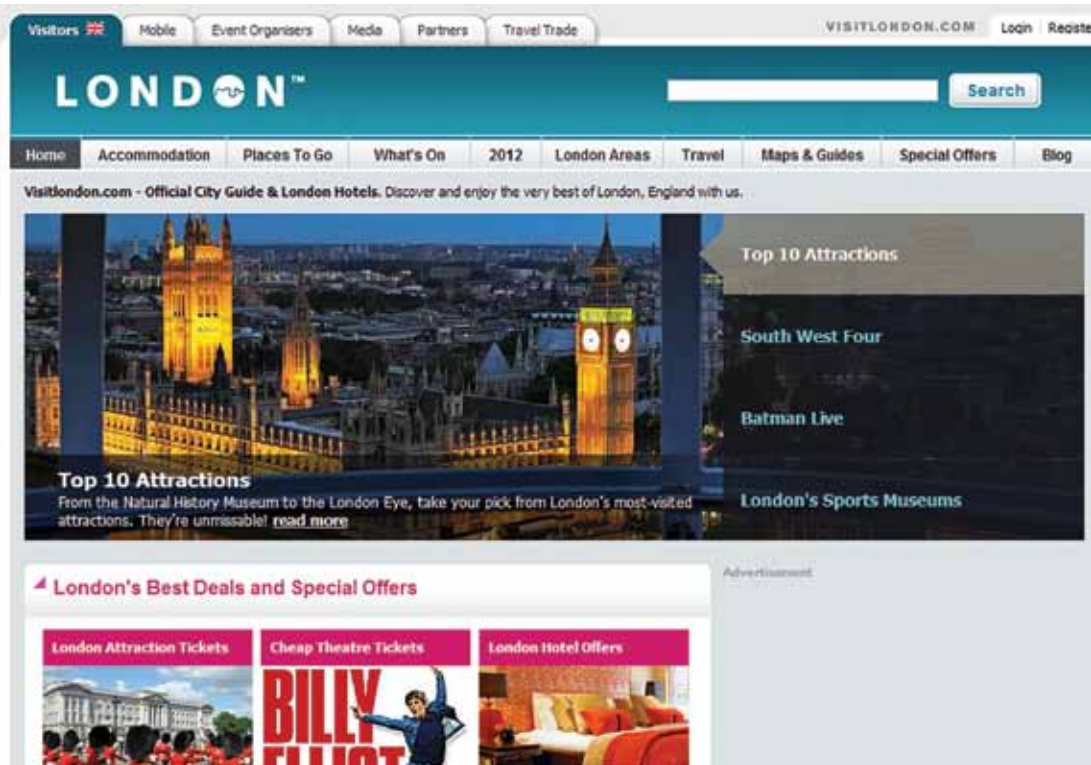 Visitors Mobile Event Organisers Media Partners Travel Trade VISITLONDON.COM Login Registe
LONDON™
Search
Home Accommodation Places To Go What's On 2012 London Areas Travel Maps & Guides Special Offers Blog
Visitlondon.com - Official City Guide & London Hotels. Discover and enjoy the very best of London, England with us.
Top 10 Attractions
South West Four
Batman Live
London's Sports Museums
Top 10 Attractions
From the Natural History Museum to the London Eye, take your pick from London's most-visited
attractions. They're unmissable! read more
Advertisement
London's Best Deals and Special Offers
London Attraction Tickets Cheap Theatre Tickets London Hotel Offers
BILLY
ELLIOT